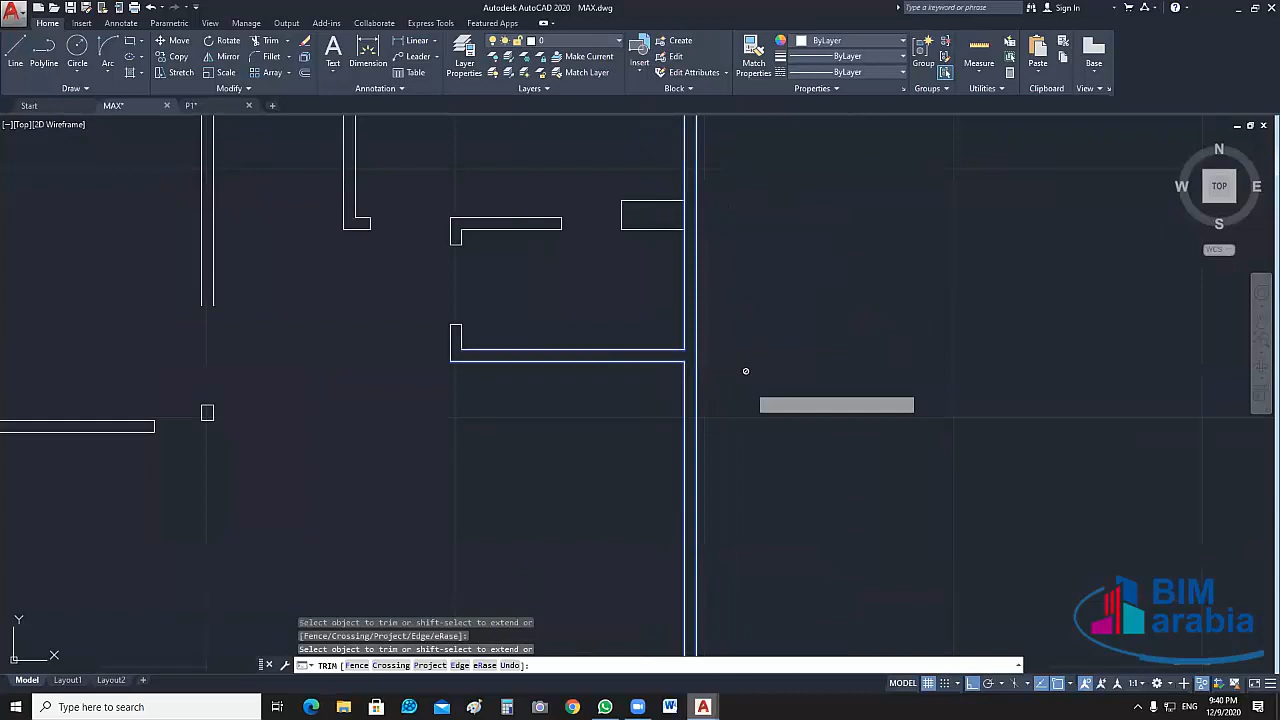 Autodesk AutoCAD 2020 MAX.dwg
Type a keyword or phrase
Sign In
Home Insert Annotate Parametric View Manage Output Add-ins Collaborate Express Tools Featured Apps
Line Polyline Circle Arc
Move Rotate Trim
Copy Mirror Fillet
Stretch Scale Array
Text Dimension
Linear
Leader
Table
Layer Properties
0
Make Current
Match Layer
Insert
Create
Edit
Edit Attributes
Match Properties
ByLayer
ByLayer
ByLayer
Group
Measure
Paste
Base
Draw Modify Annotation Layers Block Properties Groups Utilities Clipboard View
Start MAX* P1*
[−][Top][2D Wireframe]
N
W TOP E
S
WCS
BIM
arabia
Y
X
Select object to trim or shift-select to extend or
[Fence/Crossing/Project/Edge/eRase]:
Select object to trim or shift-select to extend or
TRIM [Fence Crossing Project Edge eRase Undo]:
Model Layout1 Layout2
MODEL 1:1
Type here to search
ENG
9:40 PM
12/9/2020